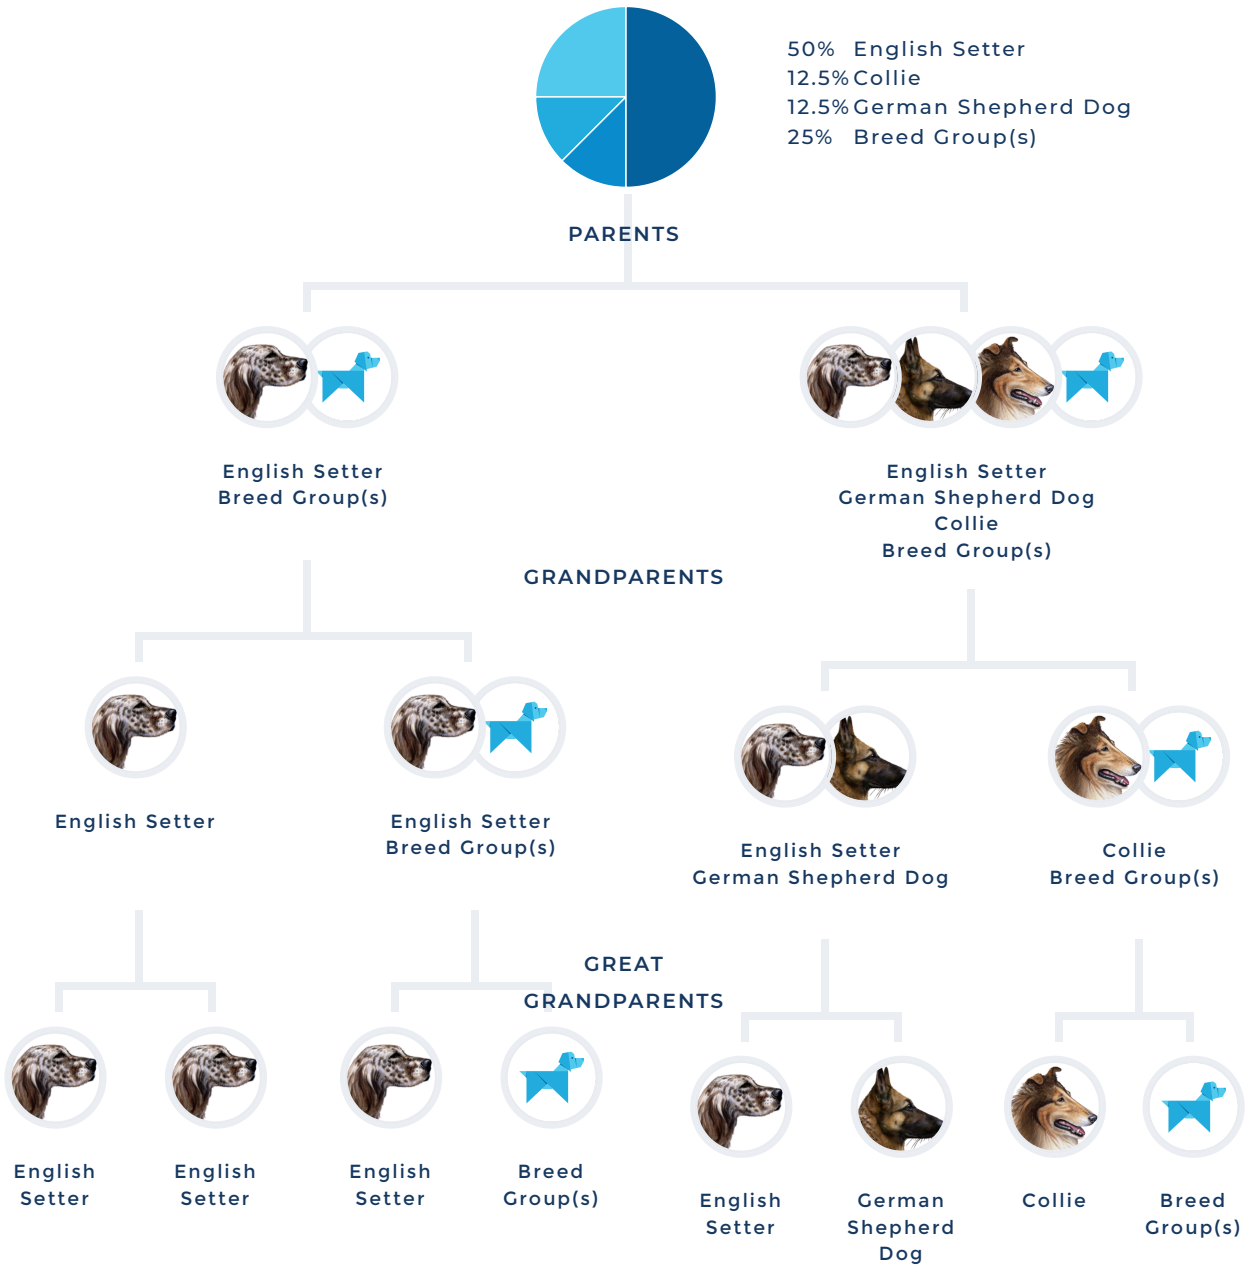 50% English Setter
12.5% Collie
12.5% German Shepherd Dog
25% Breed Group(s)
PARENTS
English Setter
Breed Group(s)
English Setter
German Shepherd Dog
Collie
Breed Group(s)
GRANDPARENTS
English Setter
English Setter
Breed Group(s)
English Setter
German Shepherd Dog
Collie
Breed Group(s)
GREAT
GRANDPARENTS
English
Setter
English
Setter
English
Setter
Breed
Group(s)
English
Setter
German
Shepherd
Dog
Collie
Breed
Group(s)